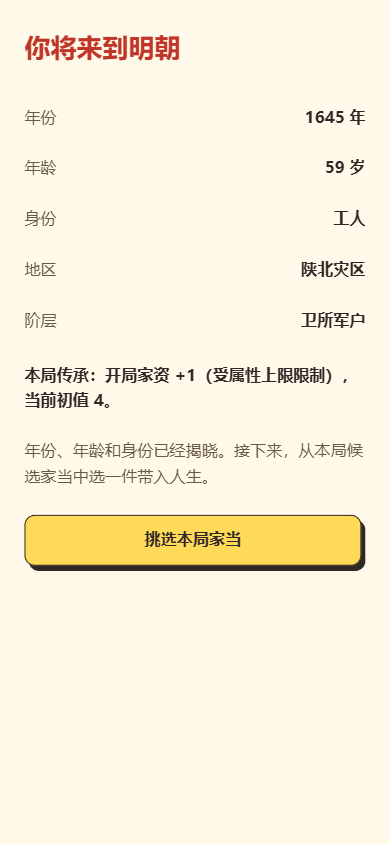 你将来到明朝
年份 1645 年
年龄 59 岁
身份 工人
地区 陕北灾区
阶层 卫所军户
本局传承：开局家资 +1（受属性上限限制），
当前初值 4。
年份、年龄和身份已经揭晓。接下来，从本局候
选家当中选一件带入人生。
挑选本局家当